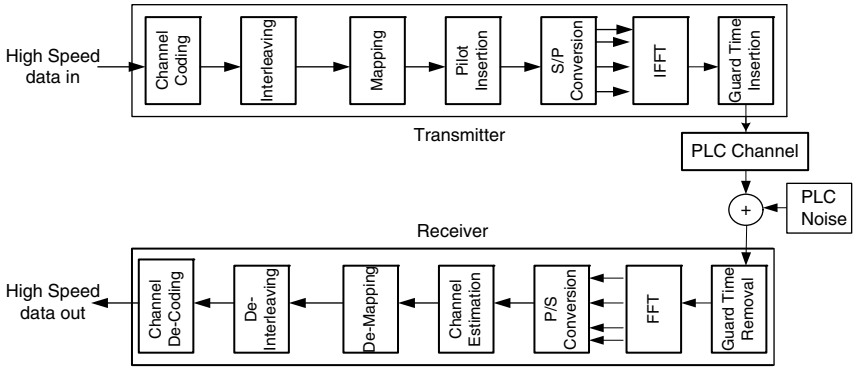 High Speed
data in
Channel
Coding
Interleaving
Mapping
Pilot
Insertion
S/P
Conversion
IFFT
Guard Time
Insertion
Transmitter
PLC Channel
+
PLC
Noise
Receiver
High Speed
data out
Channel
De-Coding
De-
Interleaving
De-Mapping
Channel
Estimation
P/S
Conversion
FFT
Guard Time
Removal